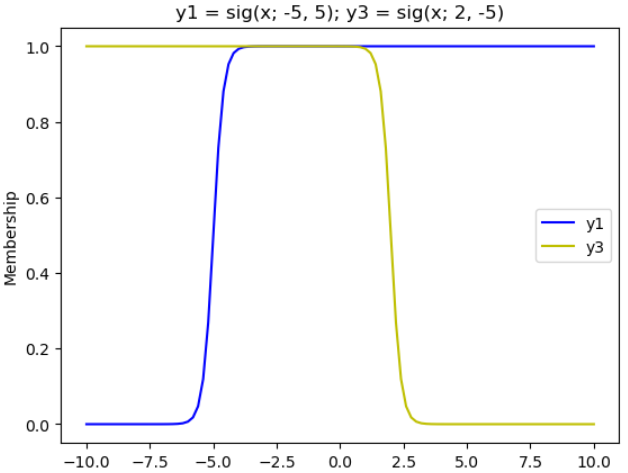 y1 = sig(x; -5, 5); y3 = sig(x; 2, -5)
1.0
0.8
0.6
0.4
0.2
0.0
Membership
y1
y3
−10.0 −7.5 −5.0 −2.5 0.0 2.5 5.0 7.5 10.0